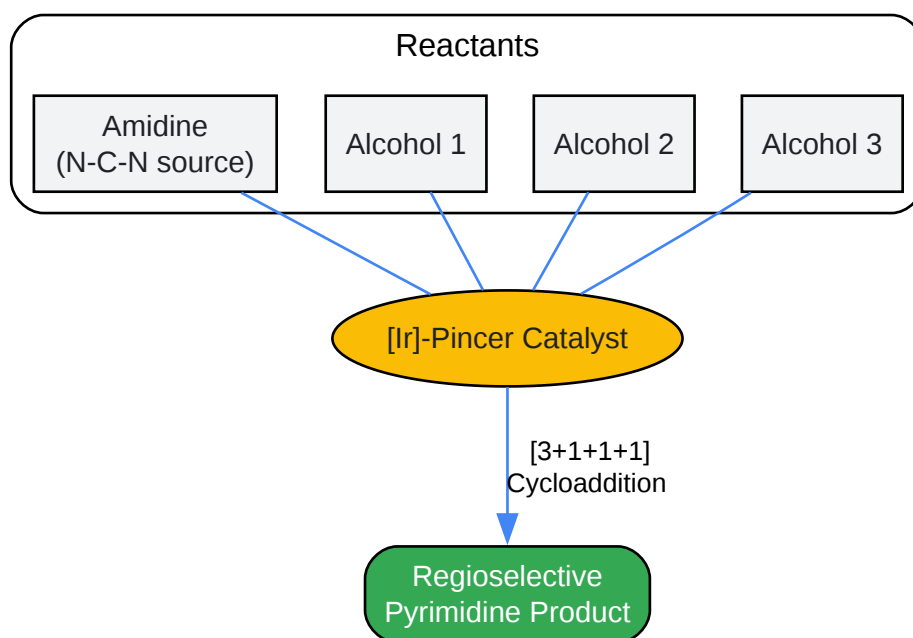 Reactants
Amidine
(N-C-N source)
Alcohol 1
Alcohol 2
Alcohol 3
[Ir]-Pincer Catalyst
[3+1+1+1]
Cycloaddition
Regioselective
Pyrimidine Product